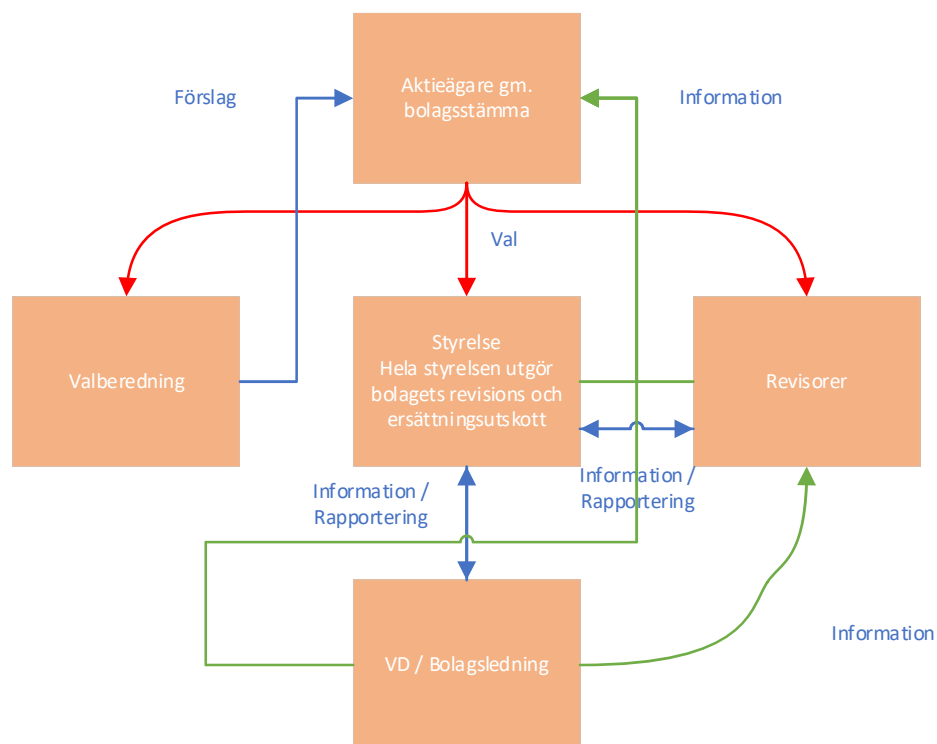 Aktieägare gm.
bolagsstämma
Förslag
Information
Val
Valberedning
Styrelse
Hela styrelsen utgör
bolagets revisions och
ersättningsutskott
Revisorer
Information /
Rapportering
Information /
Rapportering
VD / Bolagsledning
Information